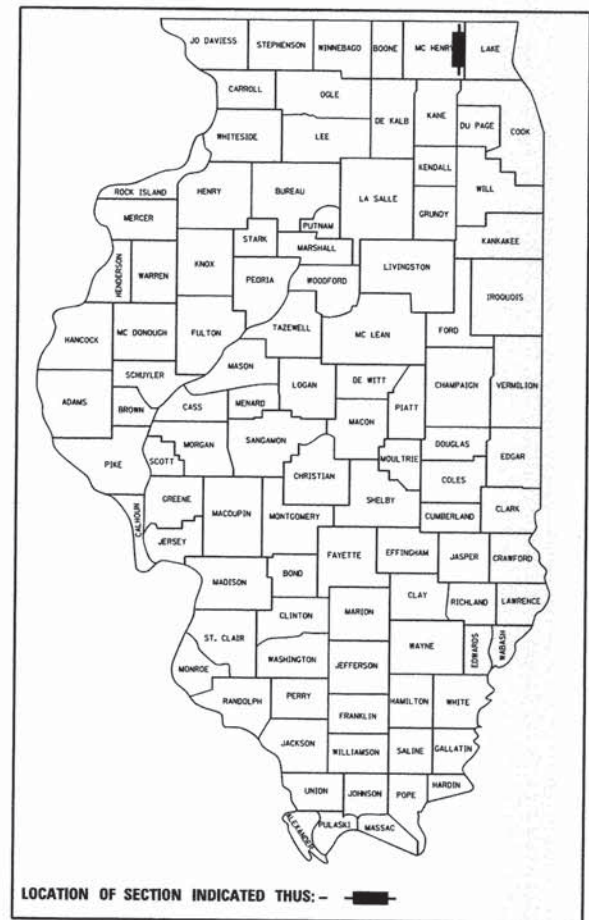 JO DAVIESS
STEPHENSON
WINNEBAGO
BOONE
MC HENRY
LAKE
CARROLL
OGLE
DE KALB
KANE
DU PAGE
COOK
WHITESIDE
LEE
KENDALL
WILL
ROCK ISLAND
HENRY
BUREAU
LA SALLE
GRUNDY
MERCER
PUTNAM
STARK
MARSHALL
KANKAKEE
HENDERSON
WARREN
KNOX
PEORIA
WOODFORD
LIVINGSTON
IROQUOIS
HANCOCK
MC DONOUGH
FULTON
TAZEWELL
MC LEAN
FORD
SCHUYLER
MASON
LOGAN
DE WITT
CHAMPAIGN
VERMILION
ADAMS
BROWN
CASS
MENARD
PIATT
MACON
PIKE
SCOTT
MORGAN
SANGAMON
CHRISTIAN
MOULTRIE
DOUGLAS
EDGAR
COLES
CALHOUN
GREENE
MACOUPIN
MONTGOMERY
SHELBY
CUMBERLAND
CLARK
JERSEY
FAYETTE
EFFINGHAM
JASPER
CRAWFORD
MADISON
BOND
CLAY
RICHLAND
LAWRENCE
CLINTON
MARION
ST. CLAIR
WAYNE
EDWARDS
WABASH
WASHINGTON
JEFFERSON
MONROE
RANDOLPH
PERRY
HAMILTON
WHITE
FRANKLIN
JACKSON
WILLIAMSON
SALINE
GALLATIN
UNION
JOHNSON
POPE
HARDIN
ALEXANDER
PULASKI
MASSAC
LOCATION OF SECTION INDICATED THUS: -